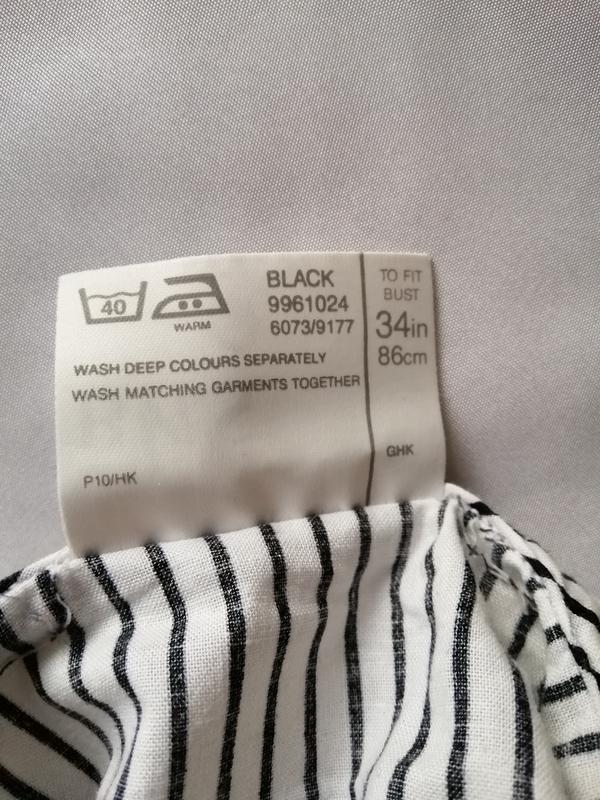 40
WARM
BLACK
9961024
6073/9177
WASH DEEP COLOURS SEPARATELY
WASH MATCHING GARMENTS TOGETHER
P10/HK
TO FIT
BUST
34in
86cm
GHK